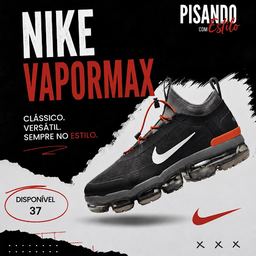 NIKE
VAPORMAX
PISANDO
COM Estilo
CLÁSSICO.
VERSÁTIL.
SEMPRE NO ESTILO.
DISPONÍVEL
37